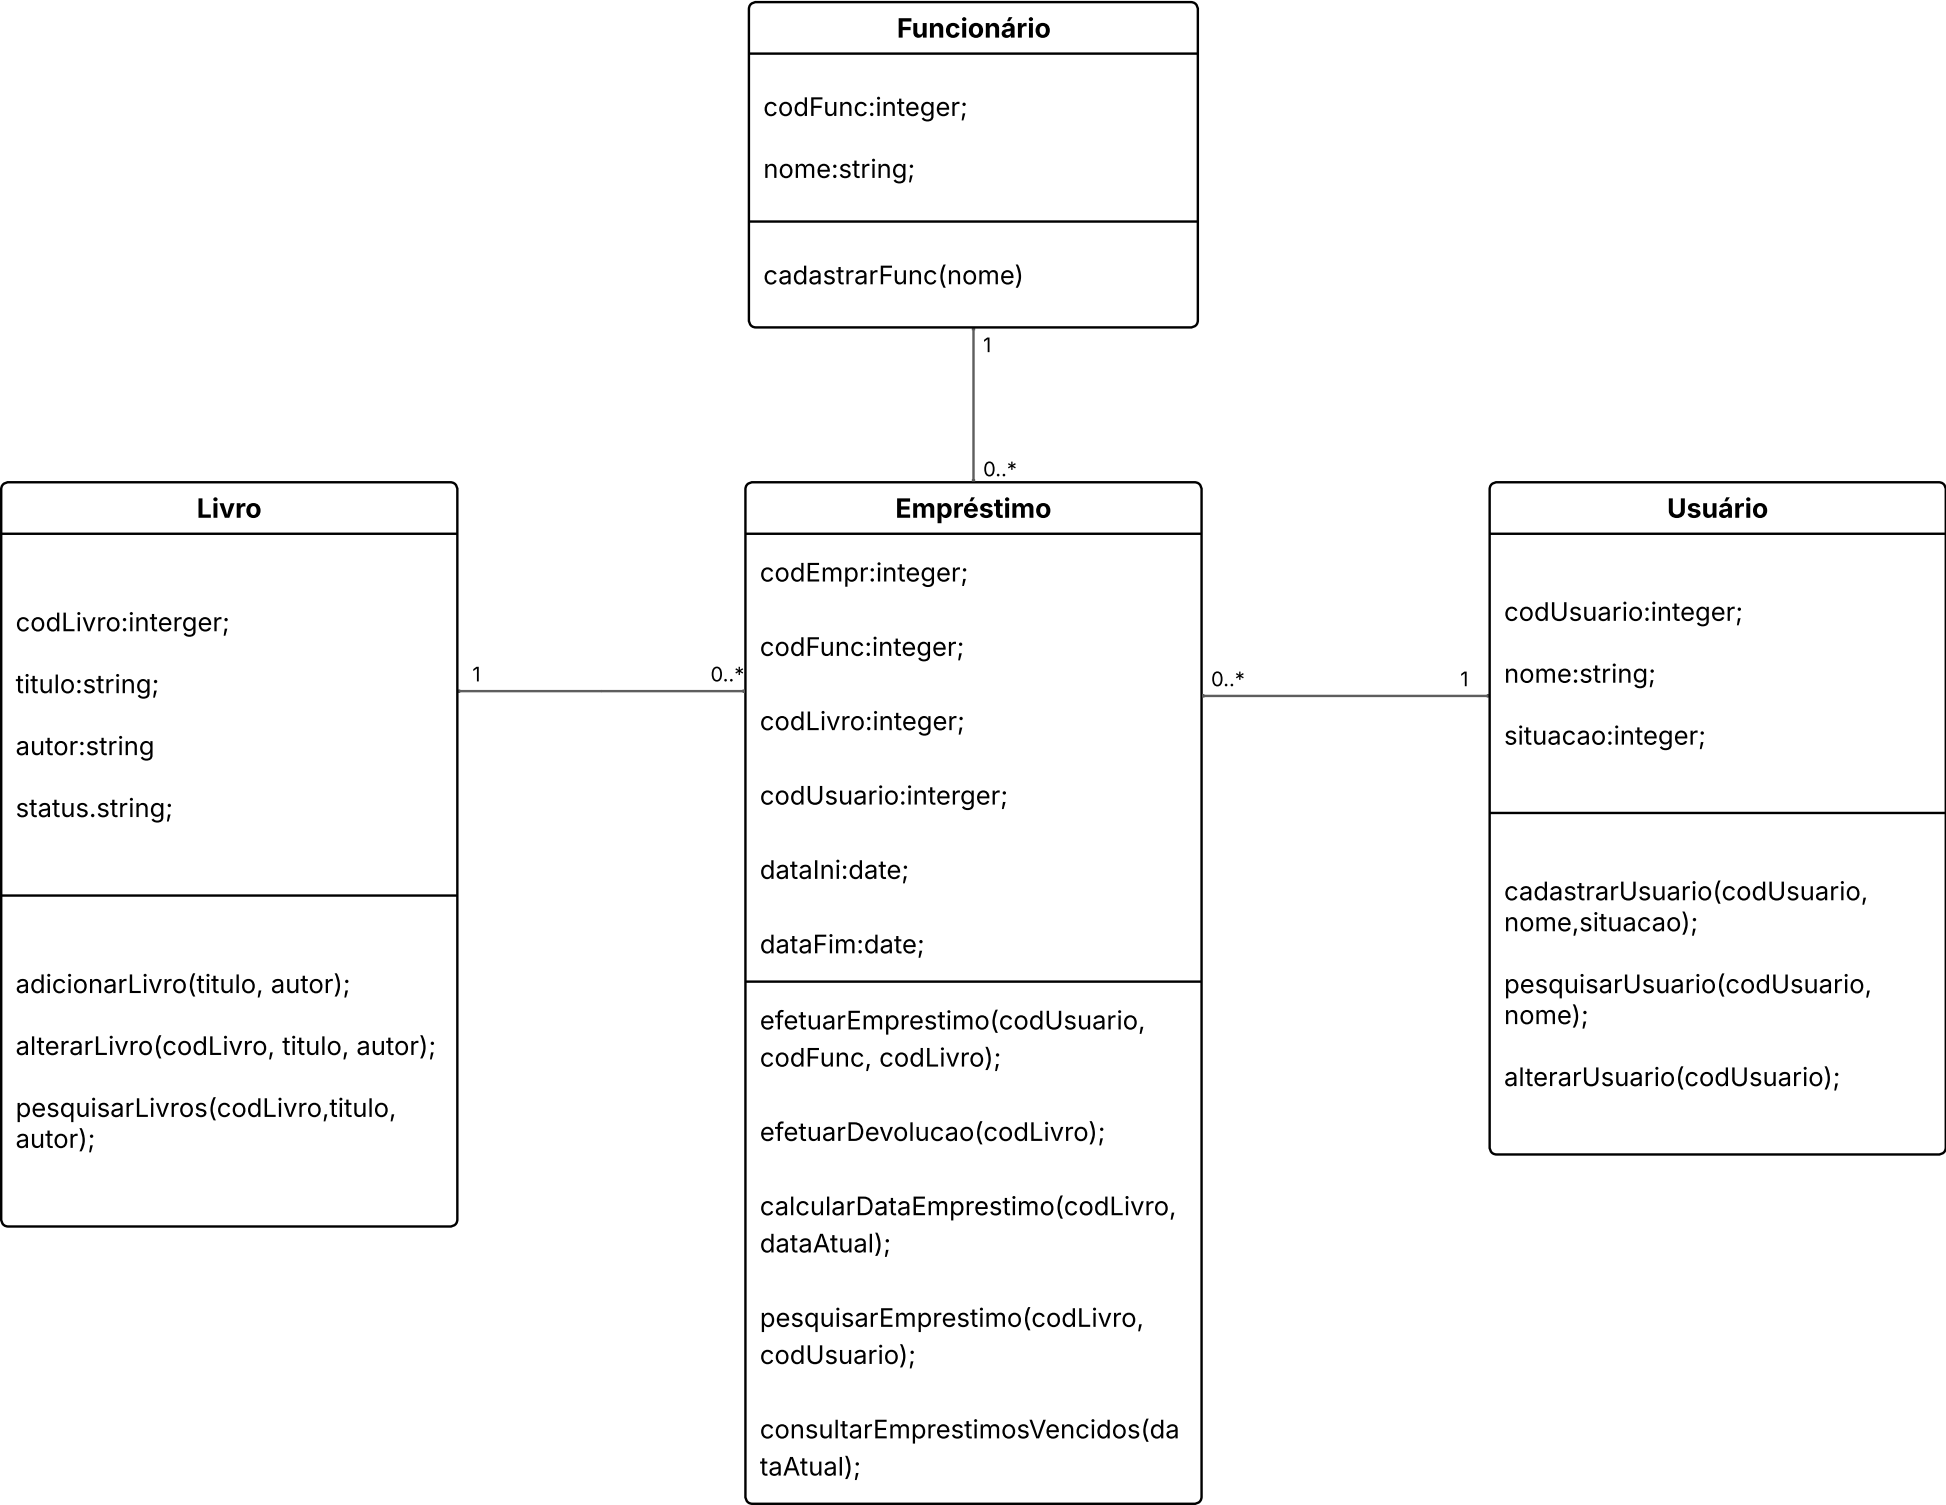 Funcionário
codFunc:integer;
nome:string;
cadastrarFunc(nome)
1
0..*
Livro
codLivro:interger;
titulo:string;
autor:string
status.string;
adicionarLivro(titulo, autor);
alterarLivro(codLivro, titulo, autor);
pesquisarLivros(codLivro,titulo,
autor);
1
0..*
Empréstimo
codEmpr:integer;
codFunc:integer;
codLivro:integer;
codUsuario:interger;
dataIni:date;
dataFim:date;
efetuarEmprestimo(codUsuario,
codFunc, codLivro);
efetuarDevolucao(codLivro);
calcularDataEmprestimo(codLivro,
dataAtual);
pesquisarEmprestimo(codLivro,
codUsuario);
consultarEmprestimosVencidos(da
taAtual);
0..*
1
Usuário
codUsuario:integer;
nome:string;
situacao:integer;
cadastrarUsuario(codUsuario,
nome,situacao);
pesquisarUsuario(codUsuario,
nome);
alterarUsuario(codUsuario);